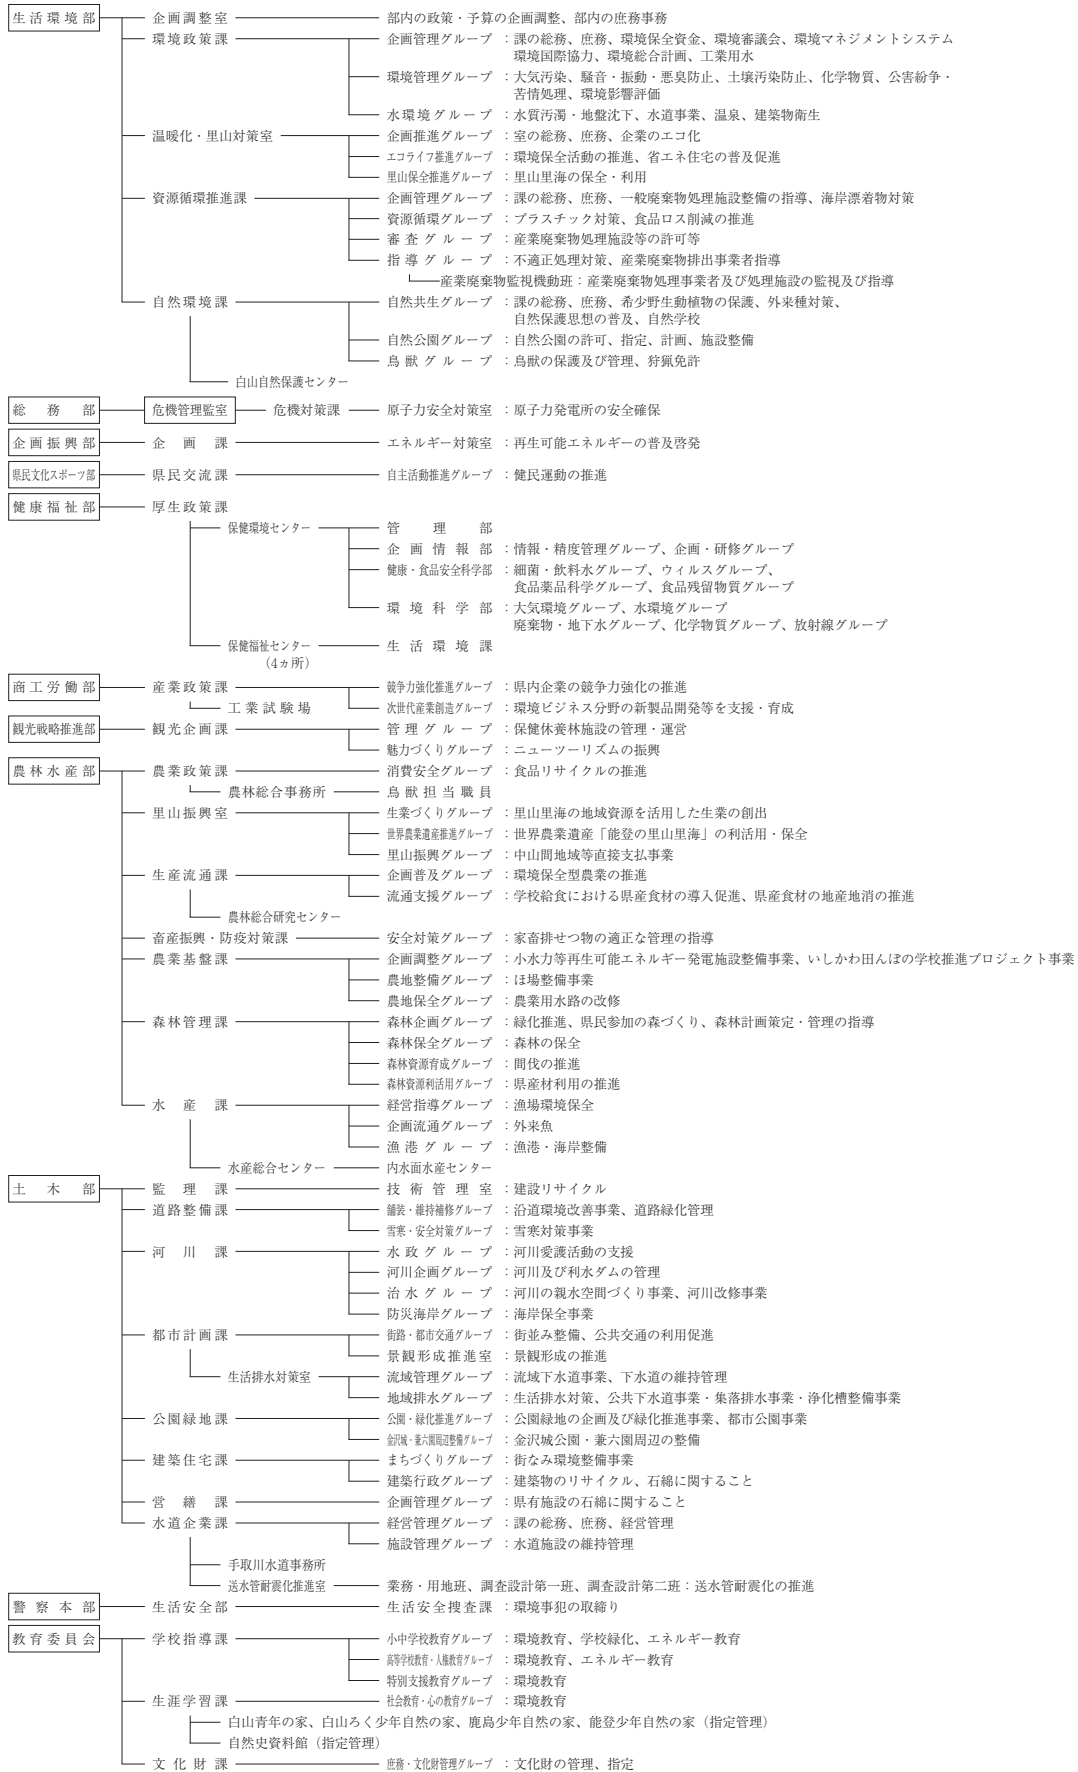 生活環境部 企画調整室 部内の政策・予算の企画調整、部内の庶務事務
環境政策課 企画管理グループ：課の総務、庶務、環境保全資金、環境審議会、環境マネジメントシステム
環境国際協力、環境総合計画、工業用水
環境管理グループ：大気汚染、騒音・振動・悪臭防止、土壌汚染防止、化学物質、公害紛争・
苦情処理、環境影響評価
水環境グループ：水質汚濁・地盤沈下、水道事業、温泉、建築物衛生
温暖化・里山対策室 企画推進グループ：室の総務、庶務、企業のエコ化
エコライフ推進グループ：環境保全活動の推進、省エネ住宅の普及促進
里山保全推進グループ：里山里海の保全・利用
資源循環推進課 企画管理グループ：課の総務、庶務、一般廃棄物処理施設整備の指導、海岸漂着物対策
資源循環グループ：プラスチック対策、食品ロス削減の推進
審査グループ：産業廃棄物処理施設等の許可等
指導グループ：不適正処理対策、産業廃棄物排出事業者指導
産業廃棄物監視機動班：産業廃棄物処理事業者及び処理施設の監視及び指導
自然環境課 自然共生グループ：課の総務、庶務、希少野生動植物の保護、外来種対策、
自然保護思想の普及、自然学校
自然公園グループ：自然公園の許可、指定、計画、施設整備
鳥獣グループ：鳥獣の保護及び管理、狩猟免許
白山自然保護センター
総務部 危機管理監室 危機対策課 原子力安全対策室：原子力発電所の安全確保
企画振興部 企画課 エネルギー対策室：再生可能エネルギーの普及啓発
県民文化スポーツ部 県民交流課 自主活動推進グループ：健民運動の推進
健康福祉部 厚生政策課
保健環境センター 管理部
企画情報部：情報・精度管理グループ、企画・研修グループ
健康・食品安全科学部：細菌・飲料水グループ、ウィルスグループ、
食品薬品科学グループ、食品残留物質グループ
環境科学部：大気環境グループ、水環境グループ
廃棄物・地下水グループ、化学物質グループ、放射線グループ
保健福祉センター 生活環境課
（4ヵ所）
商工労働部 産業政策課 競争力強化推進グループ：県内企業の競争力強化の推進
工業試験場 次世代産業創造グループ：環境ビジネス分野の新製品開発等を支援・育成
観光戦略推進部 観光企画課 管理グループ：保健休養林施設の管理・運営
魅力づくりグループ：ニューツーリズムの振興
農林水産部 農業政策課 消費安全グループ：食品リサイクルの推進
農林総合事務所 鳥獣担当職員
里山振興室 生業づくりグループ：里山里海の地域資源を活用した生業の創出
世界農業遺産推進グループ：世界農業遺産「能登の里山里海」の利活用・保全
里山振興グループ：中山間地域等直接支払事業
生産流通課 企画普及グループ：環境保全型農業の推進
流通支援グループ：学校給食における県産食材の導入促進、県産食材の地産地消の推進
農林総合研究センター
畜産振興・防疫対策課 安全対策グループ：家畜排せつ物の適正な管理の指導
農業基盤課 企画調整グループ：小水力等再生可能エネルギー発電施設整備事業、いしかわ田んぼの学校推進プロジェクト事業
農地整備グループ：ほ場整備事業
農地保全グループ：農業用水路の改修
森林管理課 森林企画グループ：緑化推進、県民参加の森づくり、森林計画策定・管理の指導
森林保全グループ：森林の保全
森林資源育成グループ：間伐の推進
森林資源利活用グループ：県産材利用の推進
水産課 経営指導グループ：漁場環境保全
企画流通グループ：外来魚
漁港グループ：漁港・海岸整備
水産総合センター 内水面水産センター
土木部 監理課 技術管理室：建設リサイクル
道路整備課 舗装・維持補修グループ：沿道環境改善事業、道路緑化管理
雪寒・安全対策グループ：雪寒対策事業
河川課 水政グループ：河川愛護活動の支援
河川企画グループ：河川及び利水ダムの管理
治水グループ：河川の親水空間づくり事業、河川改修事業
防災海岸グループ：海岸保全事業
都市計画課 街路・都市交通グループ：街並み整備、公共交通の利用促進
景観形成推進室：景観形成の推進
生活排水対策室 流域管理グループ：流域下水道事業、下水道の維持管理
地域排水グループ：生活排水対策、公共下水道事業・集落排水事業・浄化槽整備事業
公園緑地課 公園・緑化推進グループ：公園緑地の企画及び緑化推進事業、都市公園事業
金沢城・兼六園周辺整備グループ：金沢城公園・兼六園周辺の整備
建築住宅課 まちづくりグループ：街なみ環境整備事業
建築行政グループ：建築物のリサイクル、石綿に関すること
営繕課 企画管理グループ：県有施設の石綿に関すること
水道企業課 経営管理グループ：課の総務、庶務、経営管理
施設管理グループ：水道施設の維持管理
手取川水道事務所
送水管耐震化推進室 業務・用地班、調査設計第一班、調査設計第二班：送水管耐震化の推進
警察本部 生活安全部 生活安全捜査課：環境事犯の取締り
教育委員会 学校指導課 小中学校教育グループ：環境教育、学校緑化、エネルギー教育
高等学校教育・人権教育グループ：環境教育、エネルギー教育
特別支援教育グループ：環境教育
生涯学習課 社会教育・心の教育グループ：環境教育
白山青年の家、白山ろく少年自然の家、鹿島少年自然の家、能登少年自然の家（指定管理）
自然史資料館（指定管理）
文化財課 庶務・文化財管理グループ：文化財の管理、指定